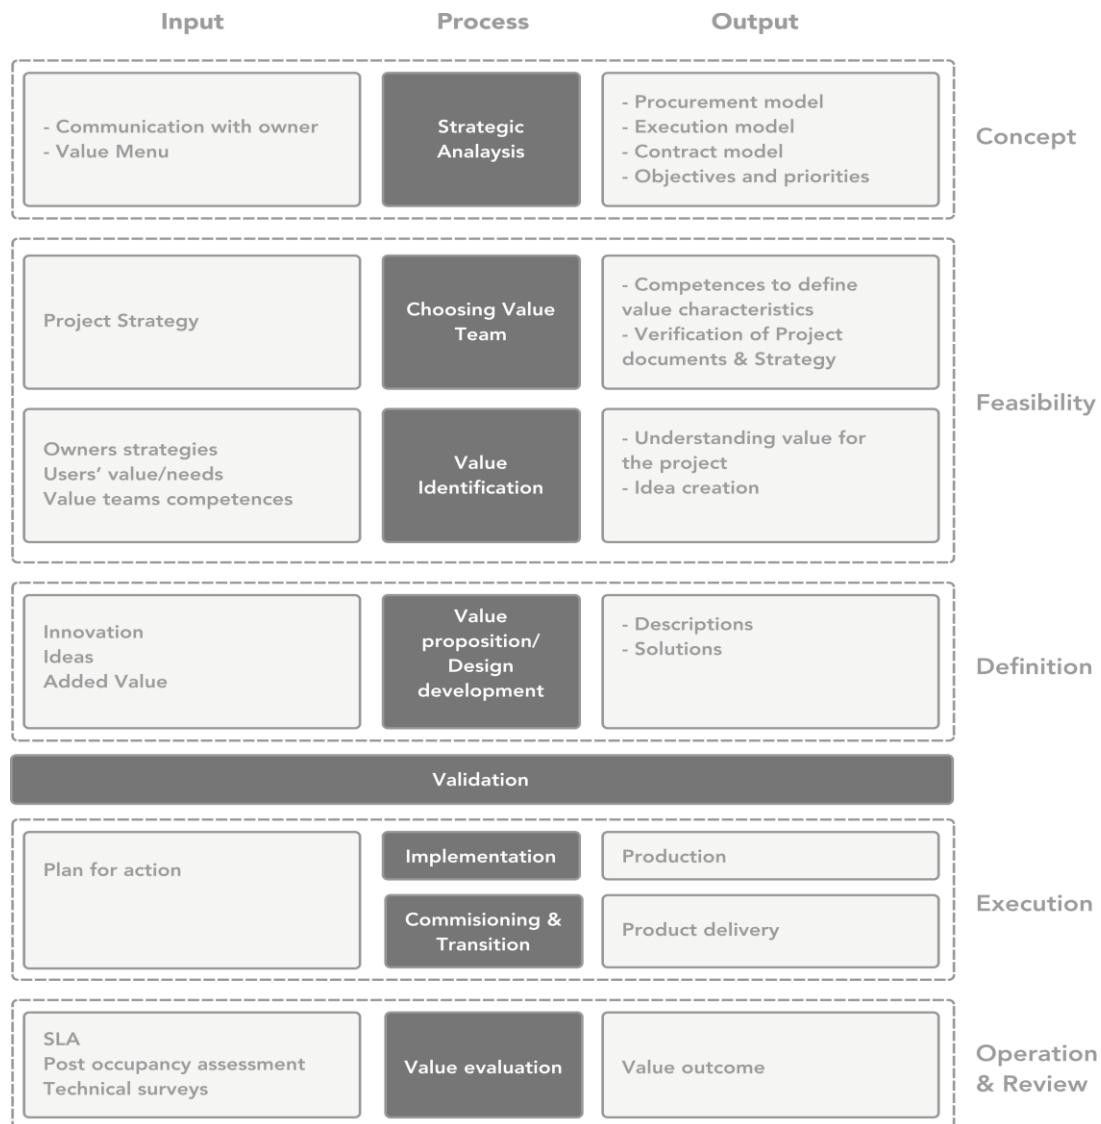 Input Process Output
- Communication with owner
- Value Menu
Strategic
Analaysis
- Procurement model
- Execution model
- Contract model
- Objectives and priorities
Concept
Project Strategy
Choosing Value
Team
- Competences to define
value characteristics
- Verification of Project
documents & Strategy
Feasibility
Owners strategies
Users’ value/needs
Value teams competences
Value
Identification
- Understanding value for
the project
- Idea creation
Innovation
Ideas
Added Value
Value
proposition/
Design
development
- Descriptions
- Solutions
Definition
Validation
Plan for action
Implementation
Production
Commisioning &
Transition
Product delivery
Execution
SLA
Post occupancy assessment
Technical surveys
Value evaluation
Value outcome
Operation
& Review